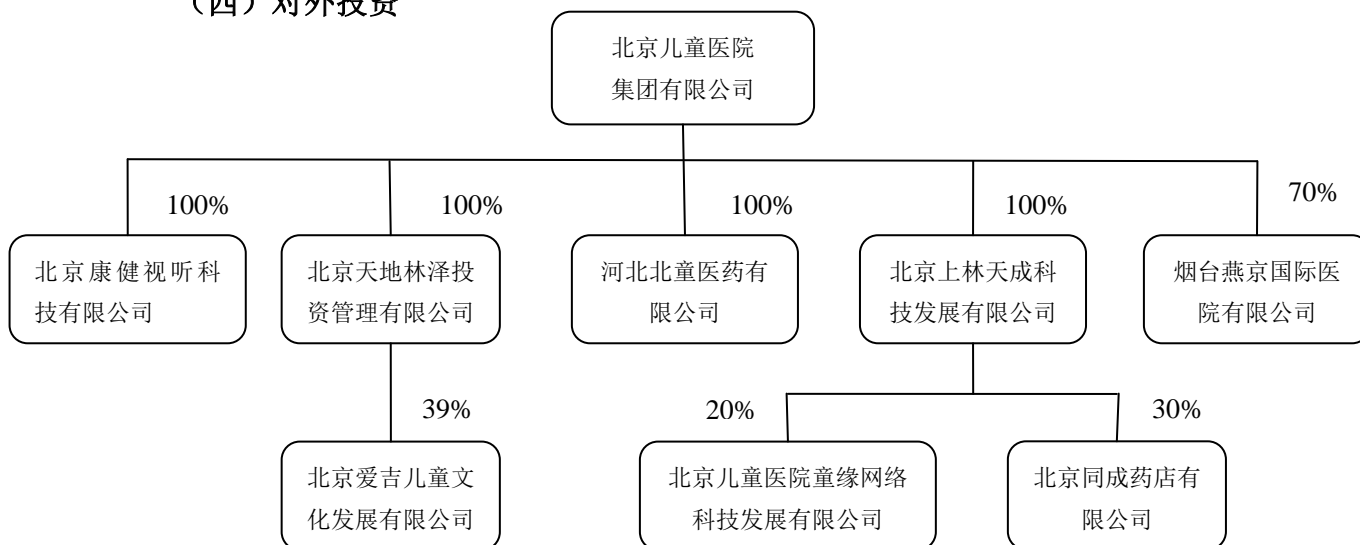 （四）对外投资
北京儿童医院
集团有限公司
100%
100%
100%
100%
70%
北京康健视听科
技有限公司
北京天地林泽投
资管理有限公司
河北北童医药有
限公司
北京上林天成科
技发展有限公司
烟台燕京国际医
院有限公司
39%
20%
30%
北京爱吉儿童文
化发展有限公司
北京儿童医院童缘网络
科技发展有限公司
北京同成药店有
限公司